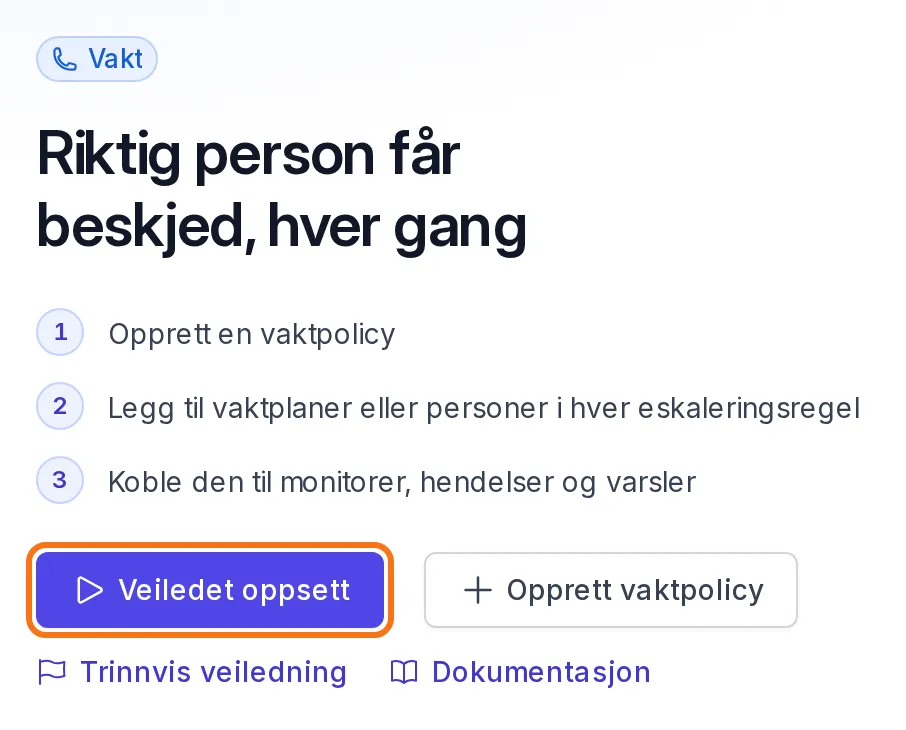 Vakt
Riktig person får
beskjed, hver gang
1 Opprett en vaktpolicy
2 Legg til vaktplaner eller personer i hver eskaleringsregel
3 Koble den til monitorer, hendelser og varsler
Veiledet oppsett Opprett vaktpolicy
Trinnvis veiledning Dokumentasjon